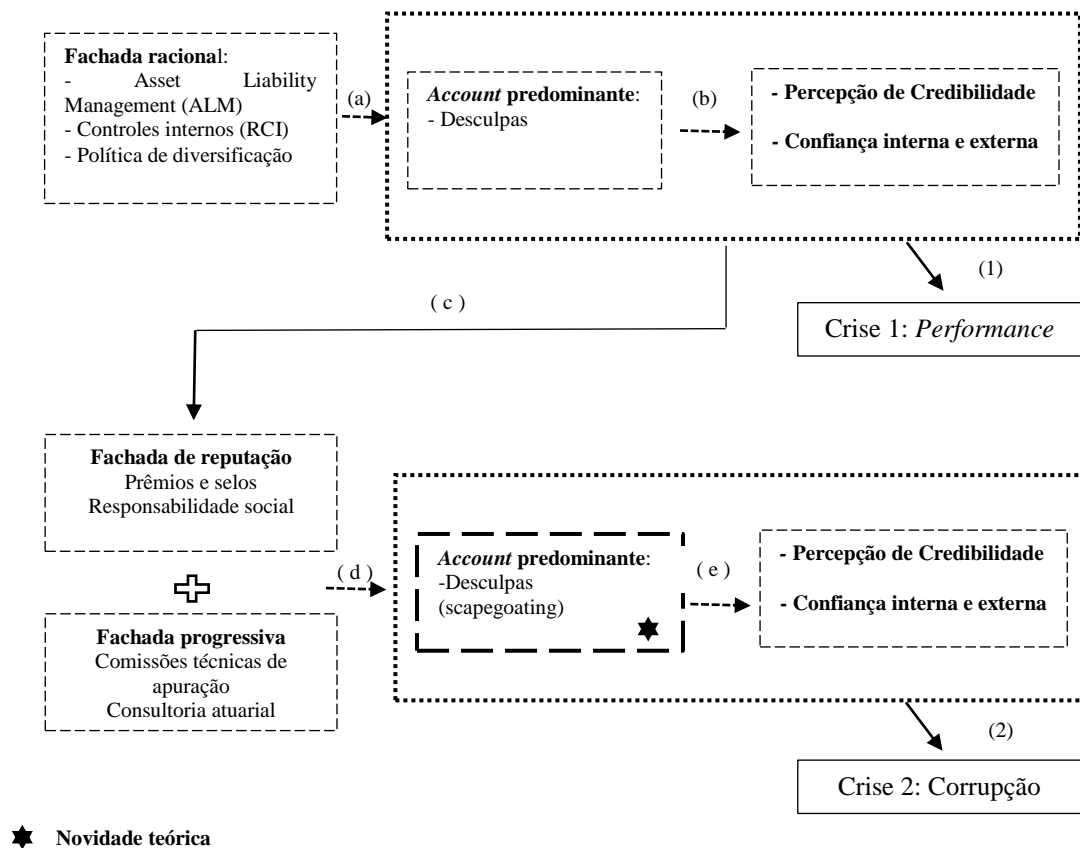 Fachada racional:
- Asset Liability
Management (ALM)
- Controles internos (RCI)
- Política de diversificação
(a)
Account predominante:
- Desculpas
(b)
- Percepção de Credibilidade
- Confiança interna e externa
(1)
Crise 1: Performance
( c )
Fachada de reputação
Prêmios e selos
Responsabilidade social
Fachada progressiva
Comissões técnicas de
apuração
Consultoria atuarial
( d )
Account predominante:
-Desculpas
(scapegoating)
( e )
- Percepção de Credibilidade
- Confiança interna e externa
(2)
Crise 2: Corrupção
Novidade teórica